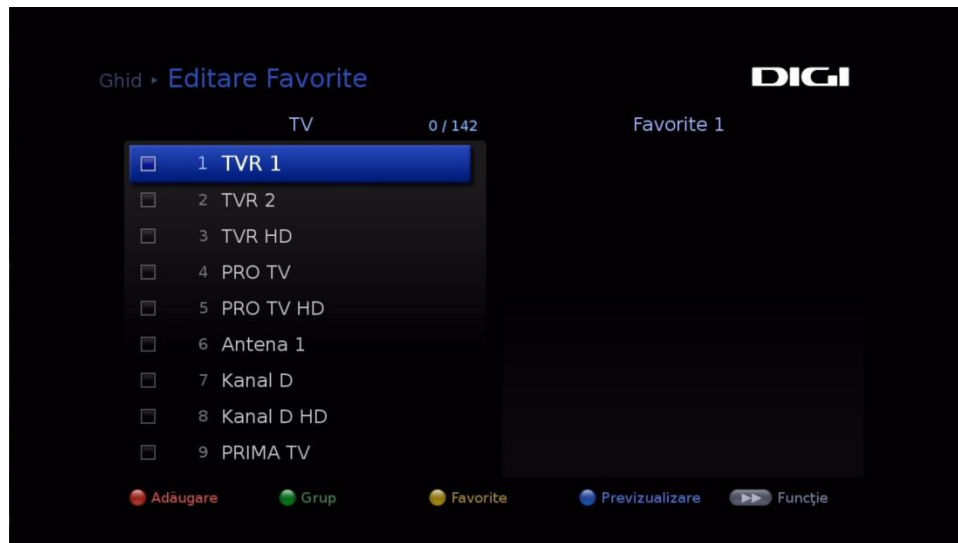 Ghid ▸ Editare Favorite DIGI
TV 0 / 142 Favorite 1
1 TVR 1
2 TVR 2
3 TVR HD
4 PRO TV
5 PRO TV HD
6 Antena 1
7 Kanal D
8 Kanal D HD
9 PRIMA TV
Adăugare Grup Favorite Previzualizare Funcţie